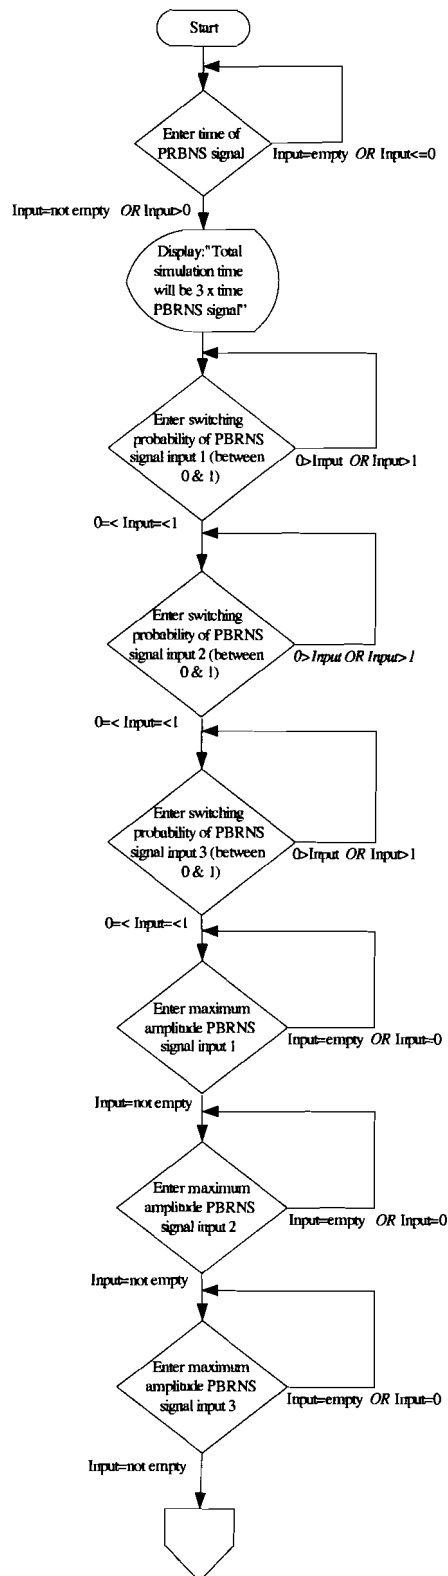 Start
Enter time of
PRBNS signal
Input=empty OR Input<=0
Input=not empty OR Input>0
Display:"Total
simulation time
will be 3 x time
PBRNS signal"
Enter switching
probability of PBRNS
signal input 1 (between
0 & 1)
0>Input OR Input>1
0=< Input=<1
Enter switching
probability of PBRNS
signal input 2 (between
0 & 1)
0>Input OR Input>1
0=< Input=<1
Enter switching
probability of PBRNS
signal input 3 (between
0 & 1)
0>Input OR Input>1
0=< Input=<1
Enter maximum
amplitude PBRNS
signal input 1
Input=empty OR Input=0
Input=not empty
Enter maximum
amplitude PBRNS
signal input 2
Input=empty OR Input=0
Input=not empty
Enter maximum
amplitude PBRNS
signal input 3
Input=empty OR Input=0
Input=not empty